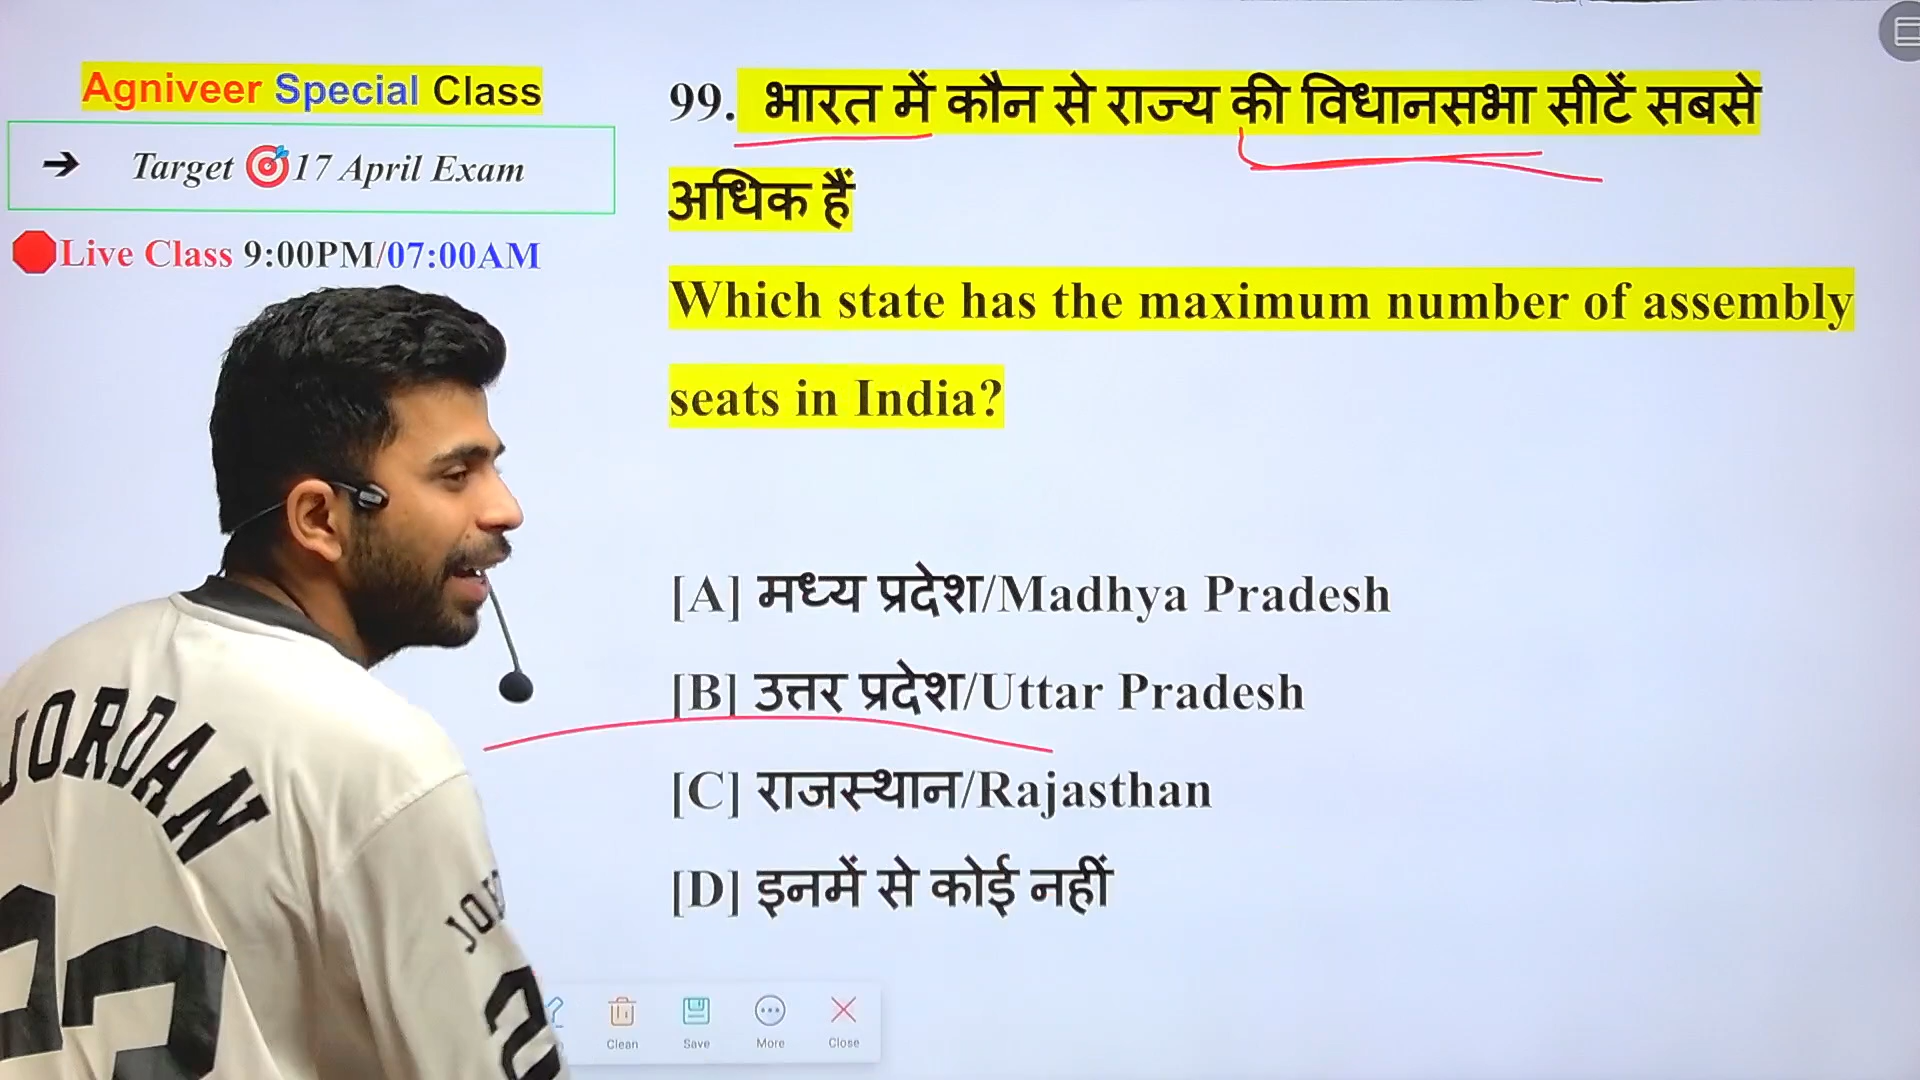 Agniveer Special Class
➔ Target 🎯17 April Exam
🛑Live Class 9:00PM/07:00AM
99. भारत में कौन से राज्य की विधानसभा सीटें सबसे
अधिक हैं
Which state has the maximum number of assembly
seats in India?
[A] मध्य प्रदेश/Madhya Pradesh
[B] उत्तर प्रदेश/Uttar Pradesh
[C] राजस्थान/Rajasthan
[D] इनमें से कोई नहीं
JORDAN
23
2
Clean Save More Close